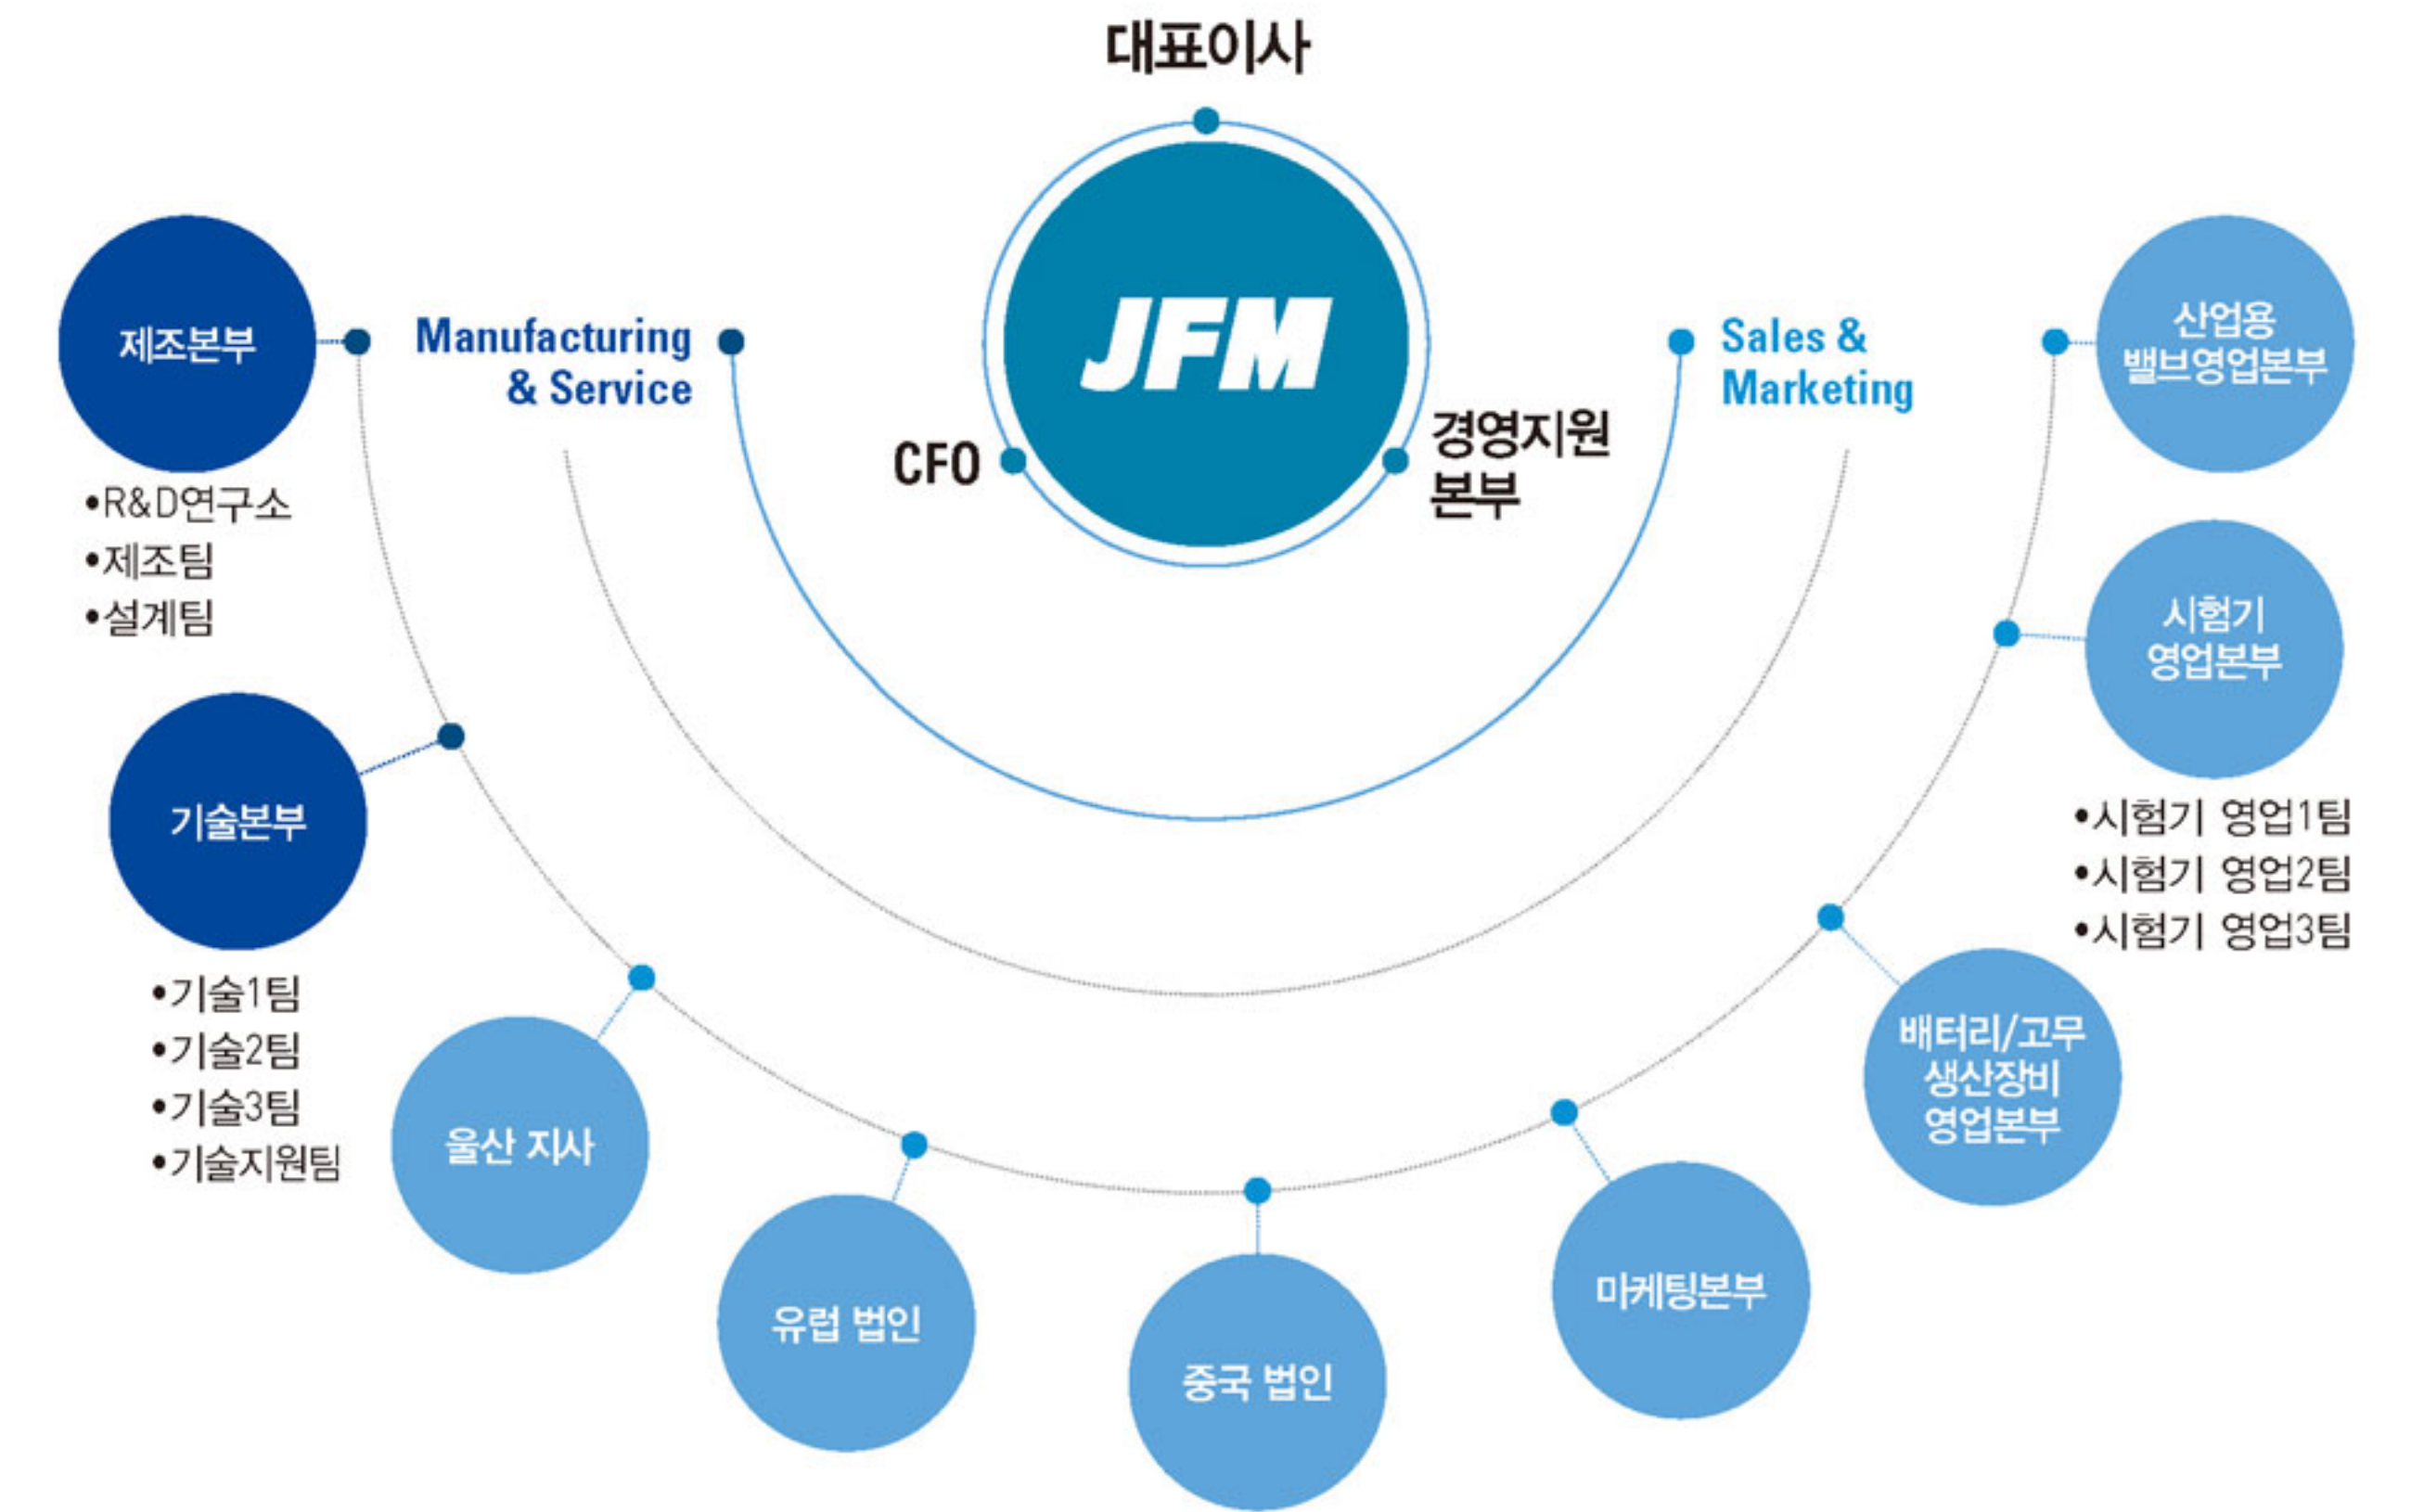 대표이사
JFM
CFO
경영지원
본부
Manufacturing
& Service
Sales &
Marketing
제조본부
•R&D연구소
•제조팀
•설계팀
기술본부
•기술1팀
•기술2팀
•기술3팀
•기술지원팀
울산 지사
유럽 법인
중국 법인
마케팅본부
배터리/고무
생산장비
영업본부
시험기
영업본부
•시험기 영업1팀
•시험기 영업2팀
•시험기 영업3팀
산업용
밸브영업본부